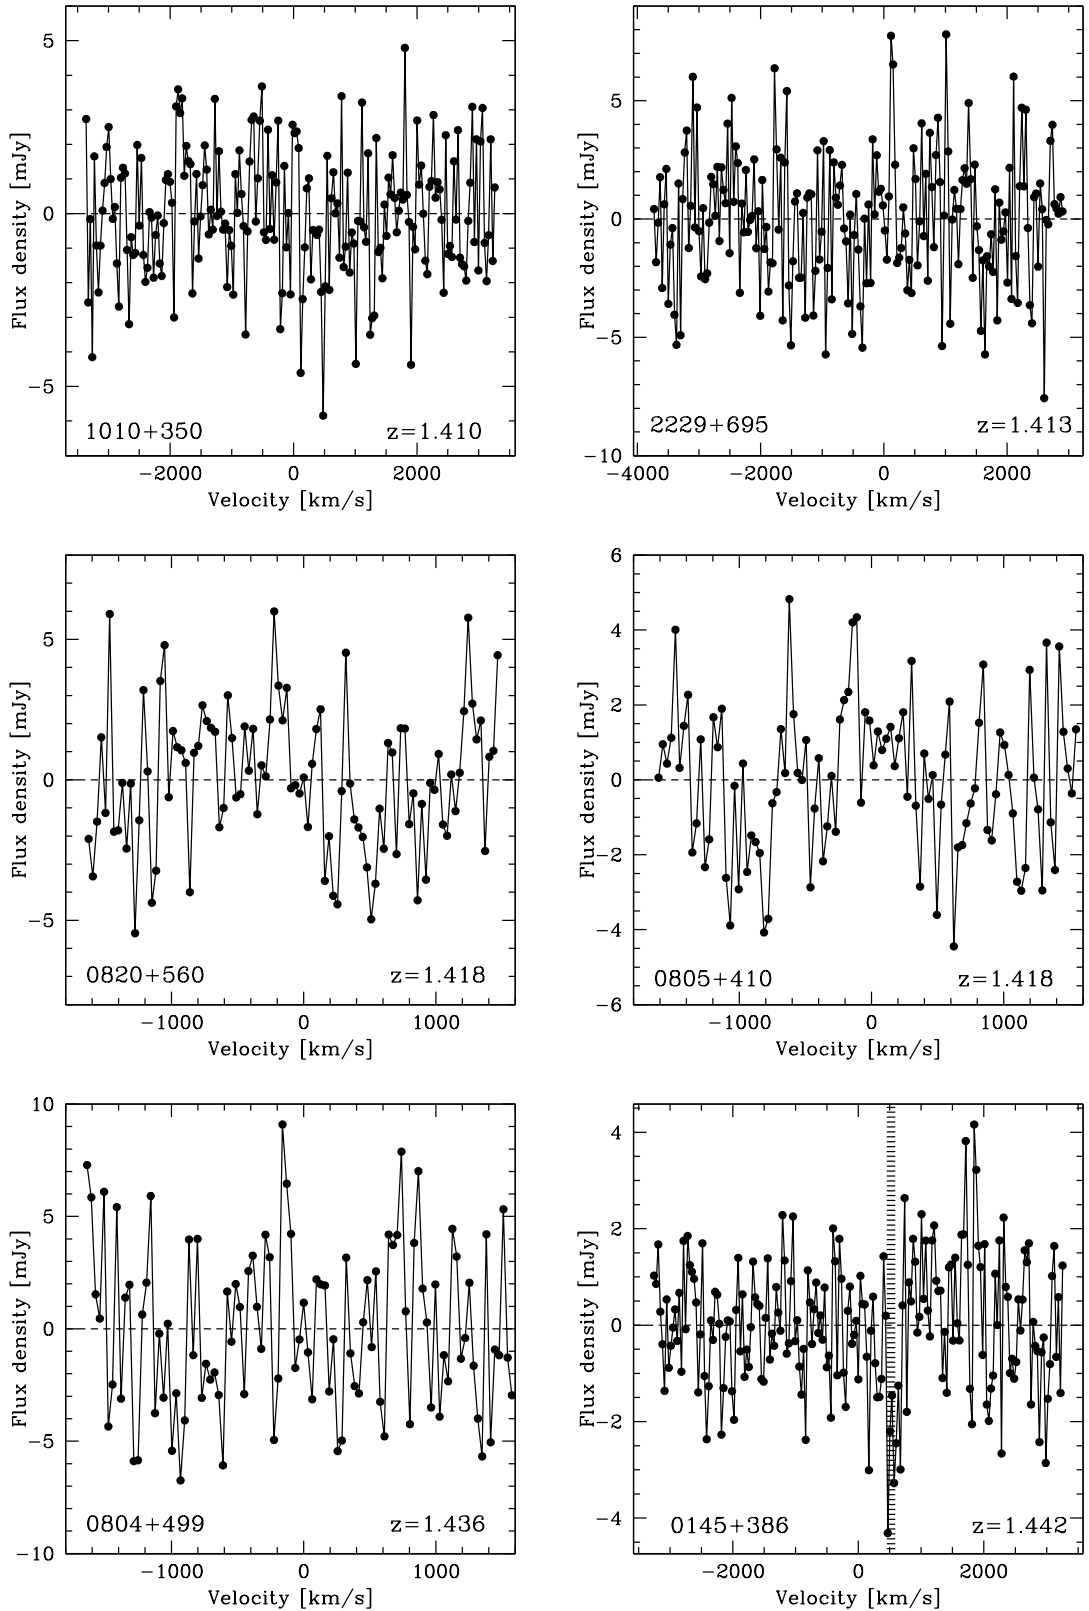 5
0
−5
Flux density [mJy]
1010+350
z=1.410
−2000
0
2000
Velocity [km/s]
5
0
−5
−10
Flux density [mJy]
2229+695
z=1.413
−4000
−2000
0
2000
Velocity [km/s]
5
0
−5
Flux density [mJy]
0820+560
z=1.418
−1000
0
1000
Velocity [km/s]
6
4
2
0
−2
−4
−6
Flux density [mJy]
0805+410
z=1.418
−1000
0
1000
Velocity [km/s]
10
5
0
−5
−10
Flux density [mJy]
0804+499
z=1.436
−1000
0
1000
Velocity [km/s]
4
2
0
−2
−4
Flux density [mJy]
0145+386
z=1.442
−2000
0
2000
Velocity [km/s]